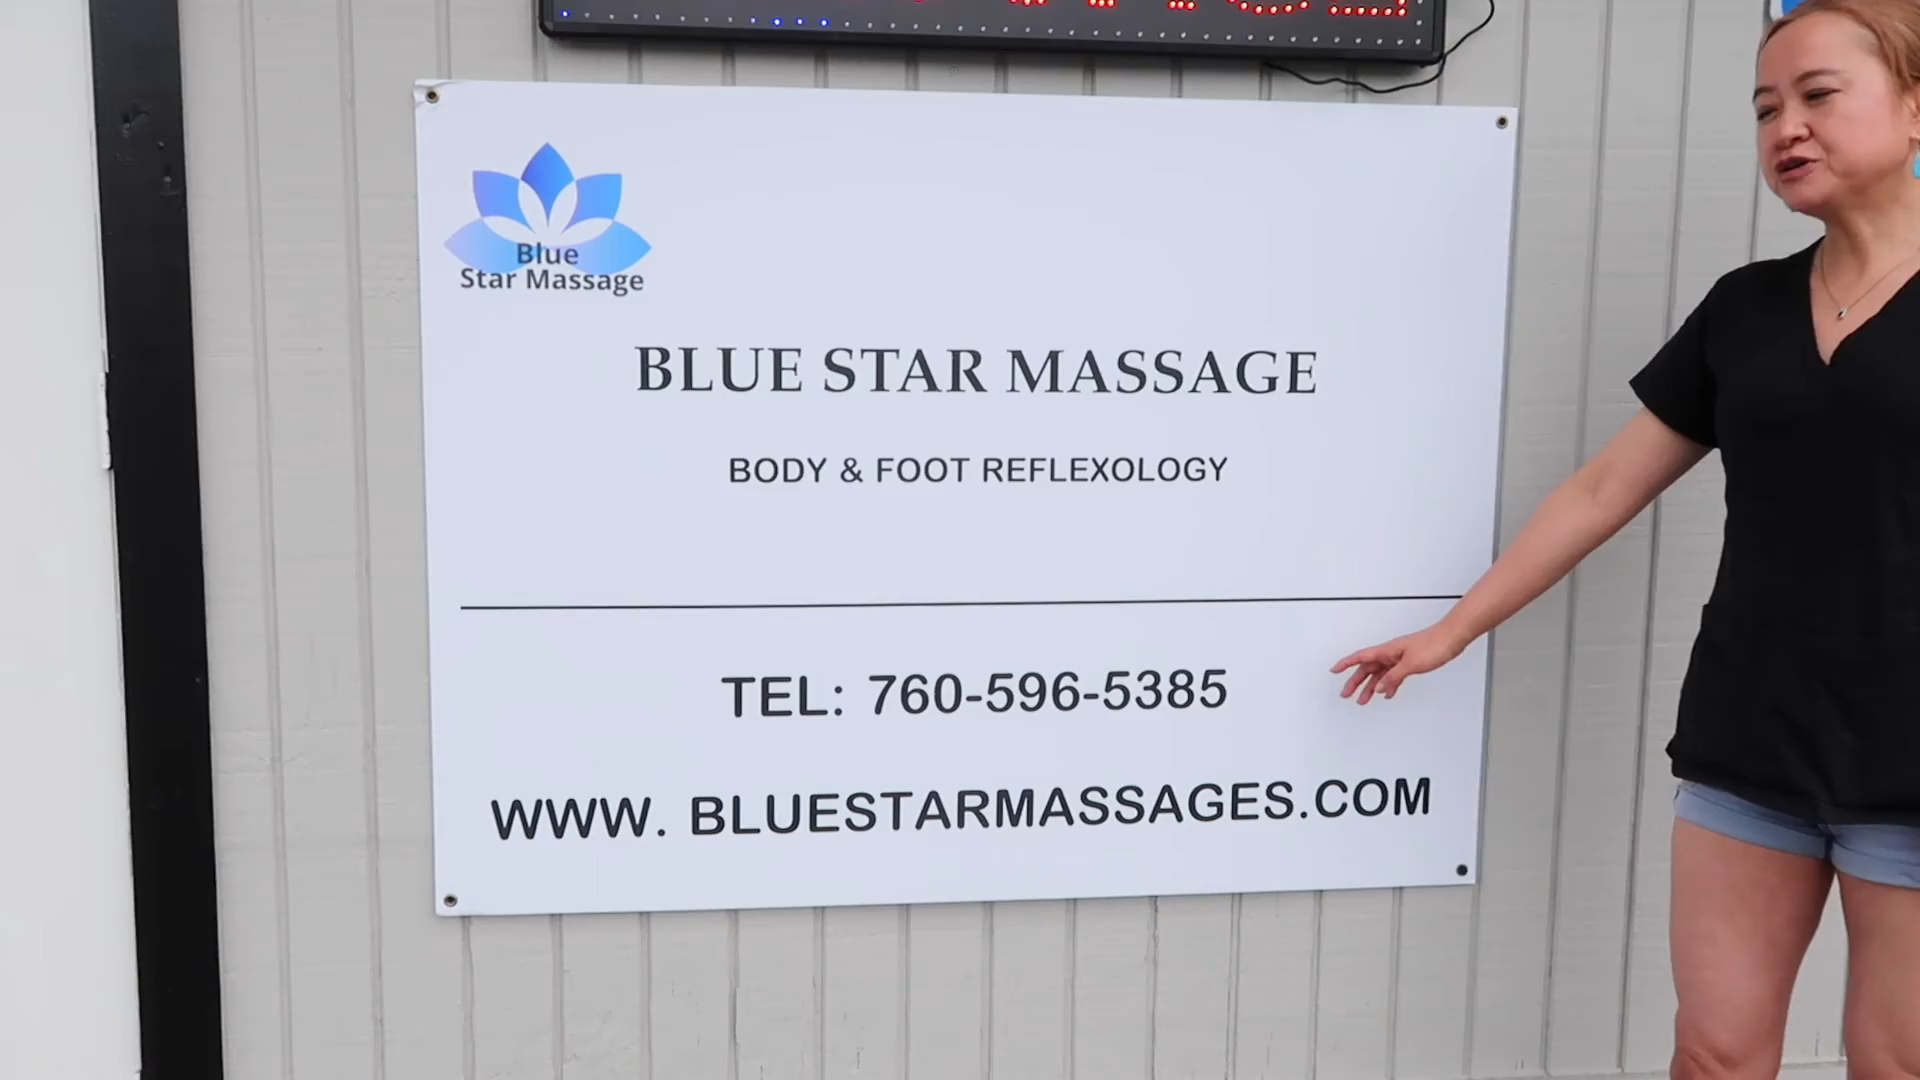 Blue
Star Massage
BLUE STAR MASSAGE
BODY & FOOT REFLEXOLOGY
TEL: 760-596-5385
WWW. BLUESTARMASSAGES.COM